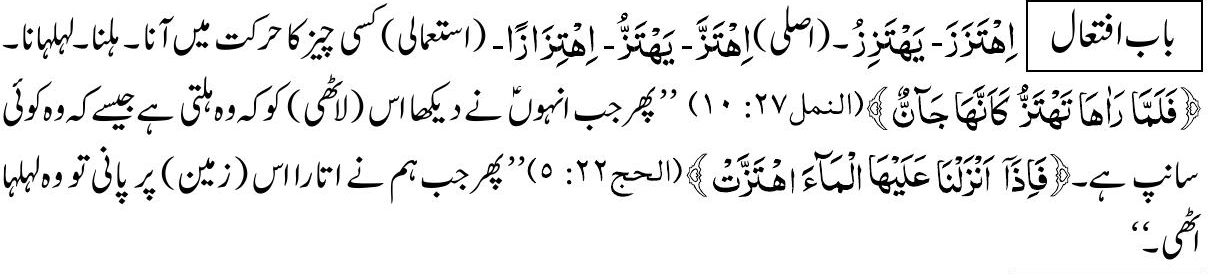 باب افتعال اِهْتَزَزَ۔ يَهْتَزِزُ۔ (اصلی) اِهْتَزَّ۔ يَهْتَزُّ۔ اِهْتِزَازًا۔ (استعمالی) کسی چیز کا حرکت میں آنا۔ ہلنا۔ لہلہانا۔
﴿فَلَمَّا رَاٰهَا تَهْتَزُّ كَاَنَّهَا جَآنٌّ﴾ (النمل ۲۷: ۱۰) ’’پھر جب انہوںؑ نے دیکھا اس (لاٹھی) کو کہ وہ ہلتی ہے جیسے کہ وہ کوئی
سانپ ہے۔ ﴿فَاِذَآ اَنْزَلْنَا عَلَيْهَا الْمَآءَ اهْتَزَّتْ﴾ (الحج ۲۲: ۵) ’’پھر جب ہم نے اتارا اس (زمین) پر پانی تو وہ لہلہا
اٹھی۔‘‘